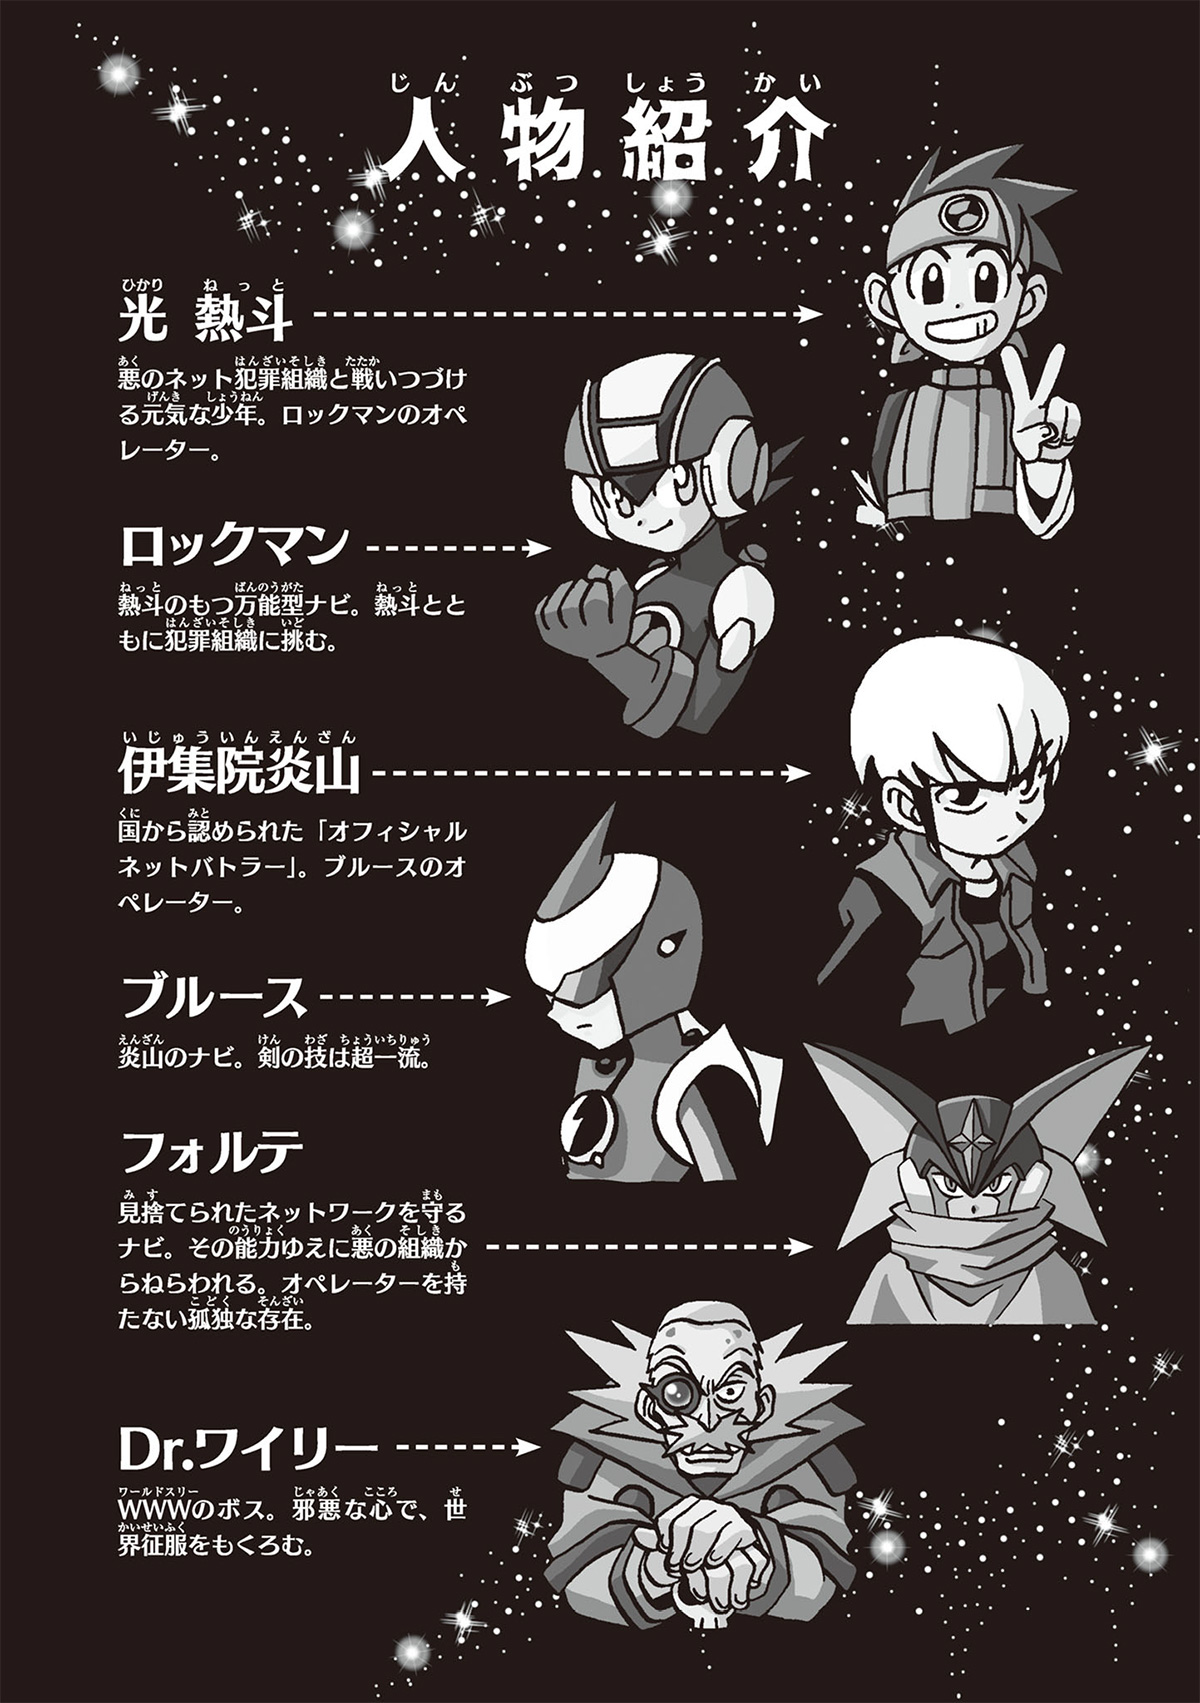 じんぶつしょうかい
人物紹介
ひかり ねっと
光 熱斗
あく はんざいそしき たたか
悪のネット犯罪組織と戦いつづけ
げんき しょうねん
る元気な少年。ロックマンのオペ
レーター。
ロックマン
ねっと ばんのうがた ねっと
熱斗のもつ万能型ナビ。熱斗とと
はんざいそしき いど
もに犯罪組織に挑む。
いじゅういんえんざん
伊集院炎山
くに みと
国から認められた「オフィシャル
ネットバトラー」。ブルースのオ
ペレーター。
ブルース
えんざん けん わざ ちょういちりゅう
炎山のナビ。剣の技は超一流。
フォルテ
みす まも
見捨てられたネットワークを守る
のうりょく あく そしき
ナビ。その能力ゆえに悪の組織か
も
らねらわれる。オペレーターを持
こどく そんざい
たない孤独な存在。
Dr.ワイリー
ワールドスリー じゃあく こころ せ
WWWのボス。邪悪な心で、世
かいせいふく
界征服をもくろむ。